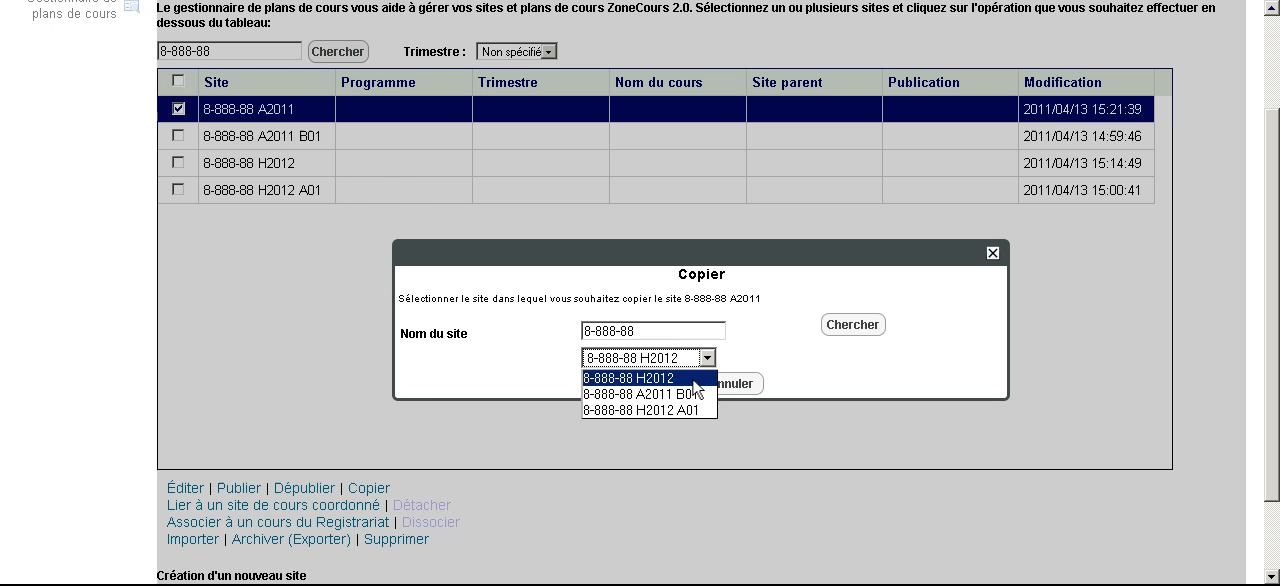 Gestionnaire de
plans de cours
Le gestionnaire de plans de cours vous aide à gérer vos sites et plans de cours ZoneCours 2.0. Sélectionnez un ou plusieurs sites et cliquez sur l'opération que vous souhaitez effectuer en
dessous du tableau:
8-888-88 Chercher Trimestre : Non spécifié
Site Programme Trimestre Nom du cours Site parent Publication Modification
8-888-88 A2011 2011/04/13 15:21:39
8-888-88 A2011 B01 2011/04/13 14:59:46
8-888-88 H2012 2011/04/13 15:14:49
8-888-88 H2012 A01 2011/04/13 15:00:41
Copier
Sélectionner le site dans lequel vous souhaitez copier le site 8-888-88 A2011
Nom du site 8-888-88 Chercher
8-888-88 H2012
8-888-88 H2012
nnuler
8-888-88 A2011 B01
8-888-88 H2012 A01
Éditer | Publier | Dépublier | Copier
Lier à un site de cours coordonné | Détacher
Associer à un cours du Registrariat | Dissocier
Importer | Archiver (Exporter) | Supprimer
Création d'un nouveau site